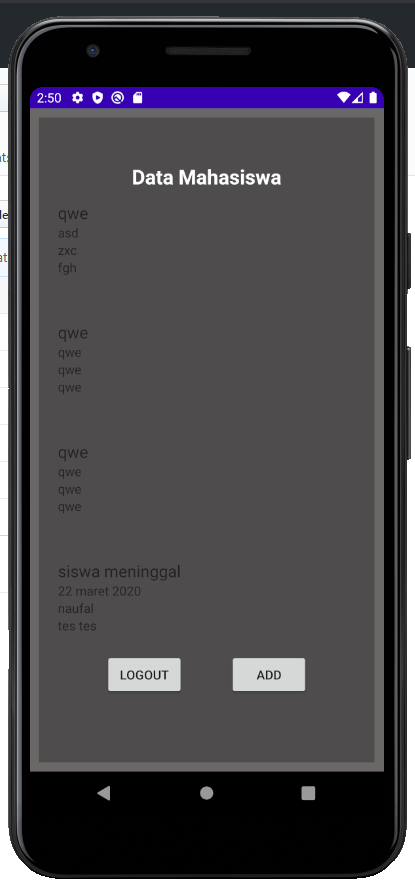 2:50
Data Mahasiswa
qwe
asd
zxc
fgh
qwe
qwe
qwe
qwe
qwe
qwe
qwe
qwe
siswa meninggal
22 maret 2020
naufal
tes tes
LOGOUT ADD